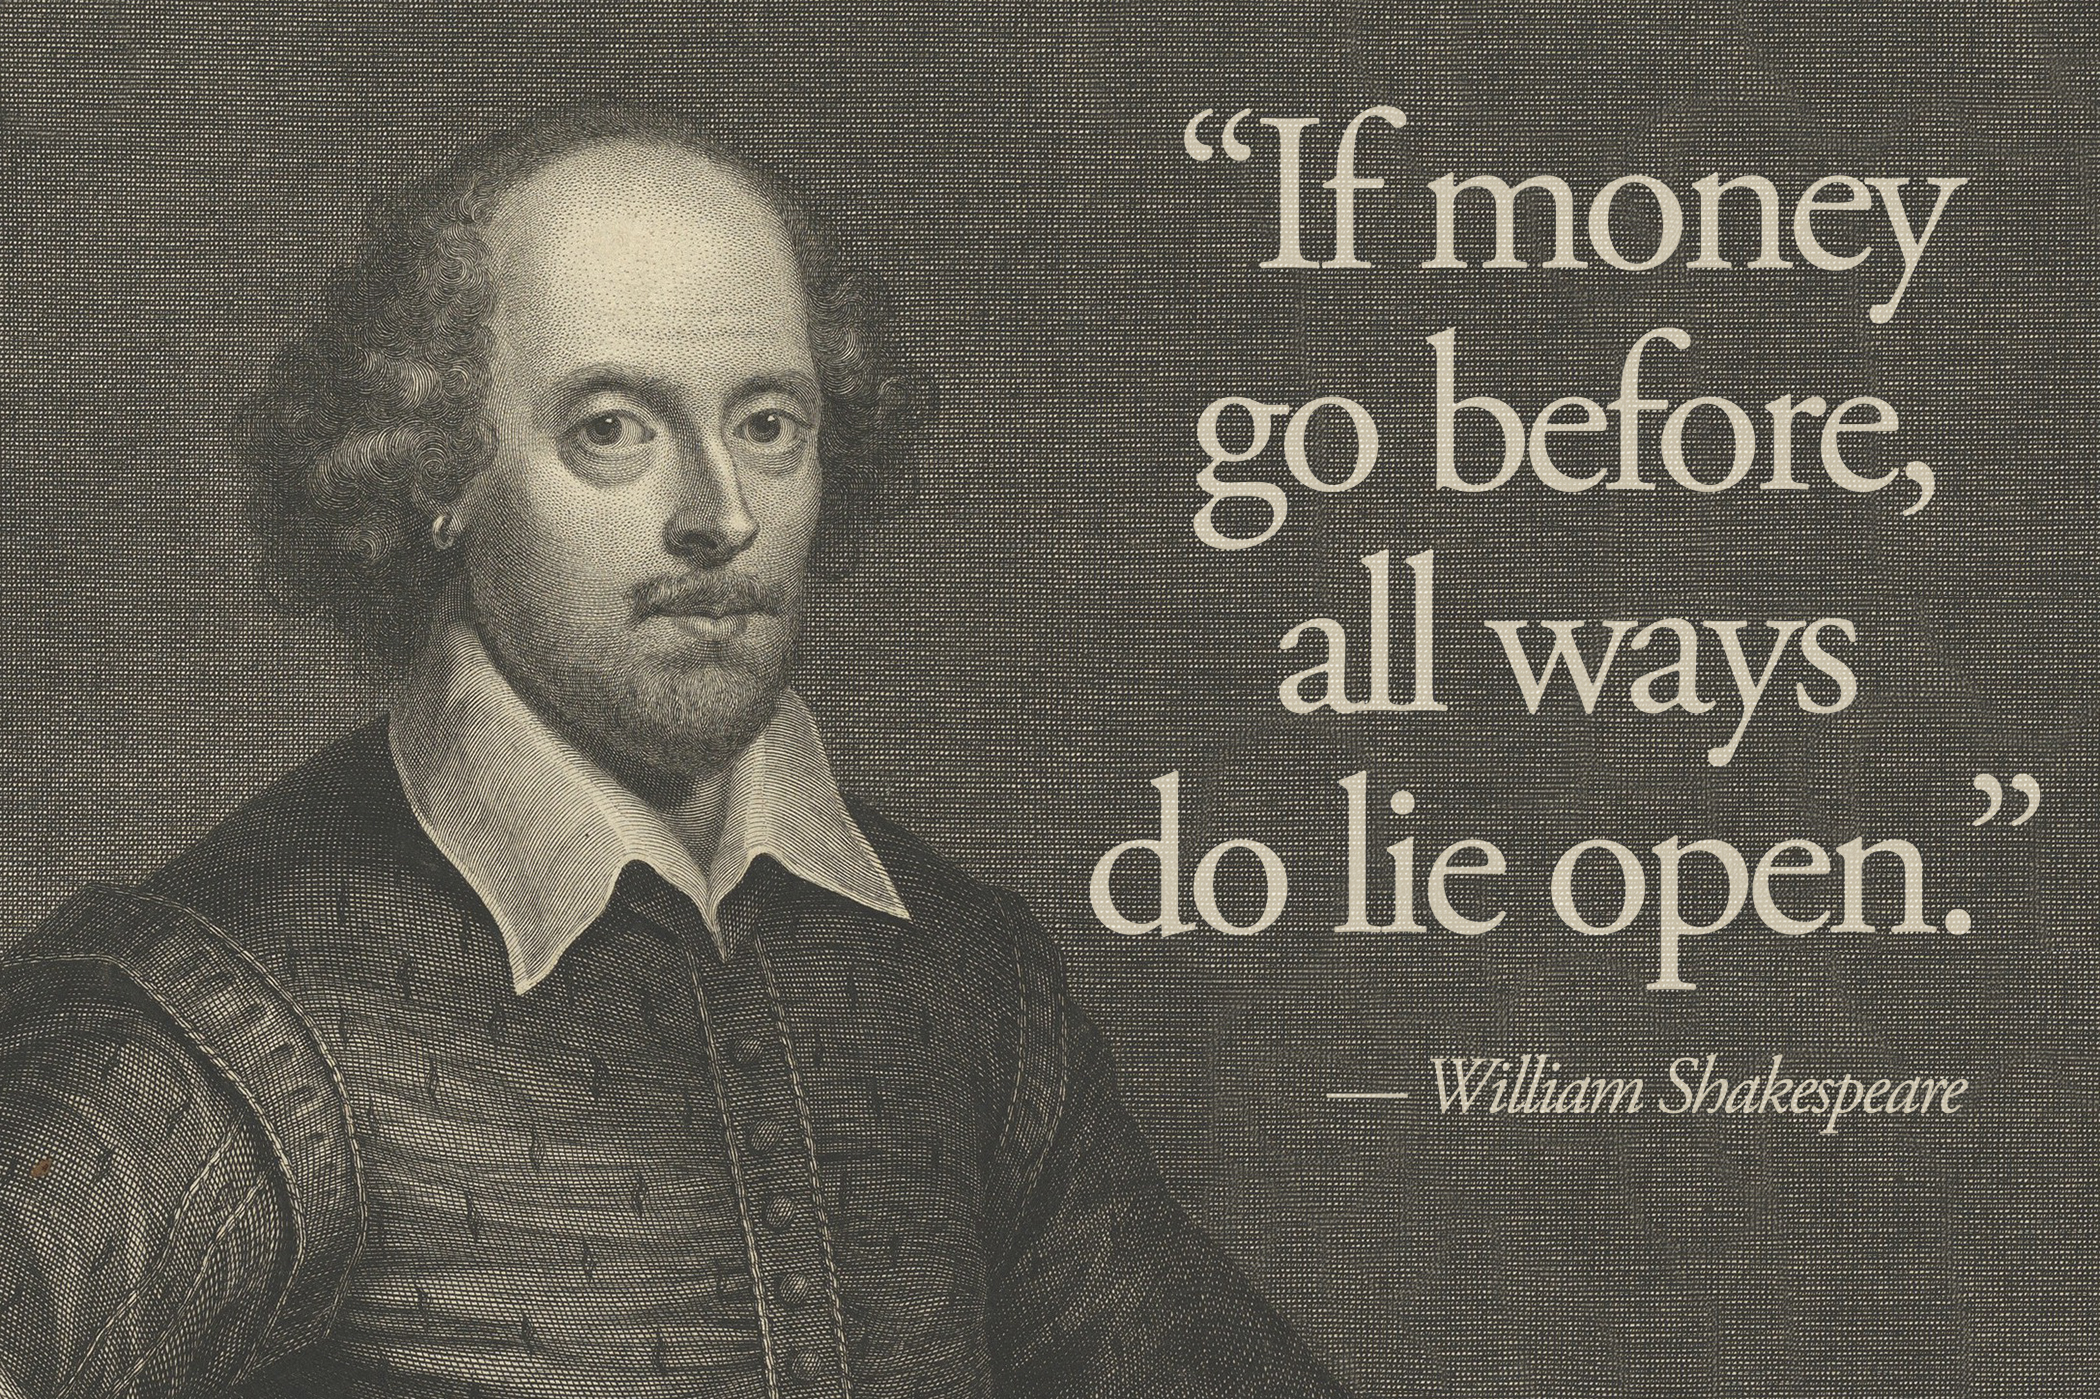 “If money
go before,
all ways
do lie open.”
— William Shakespeare